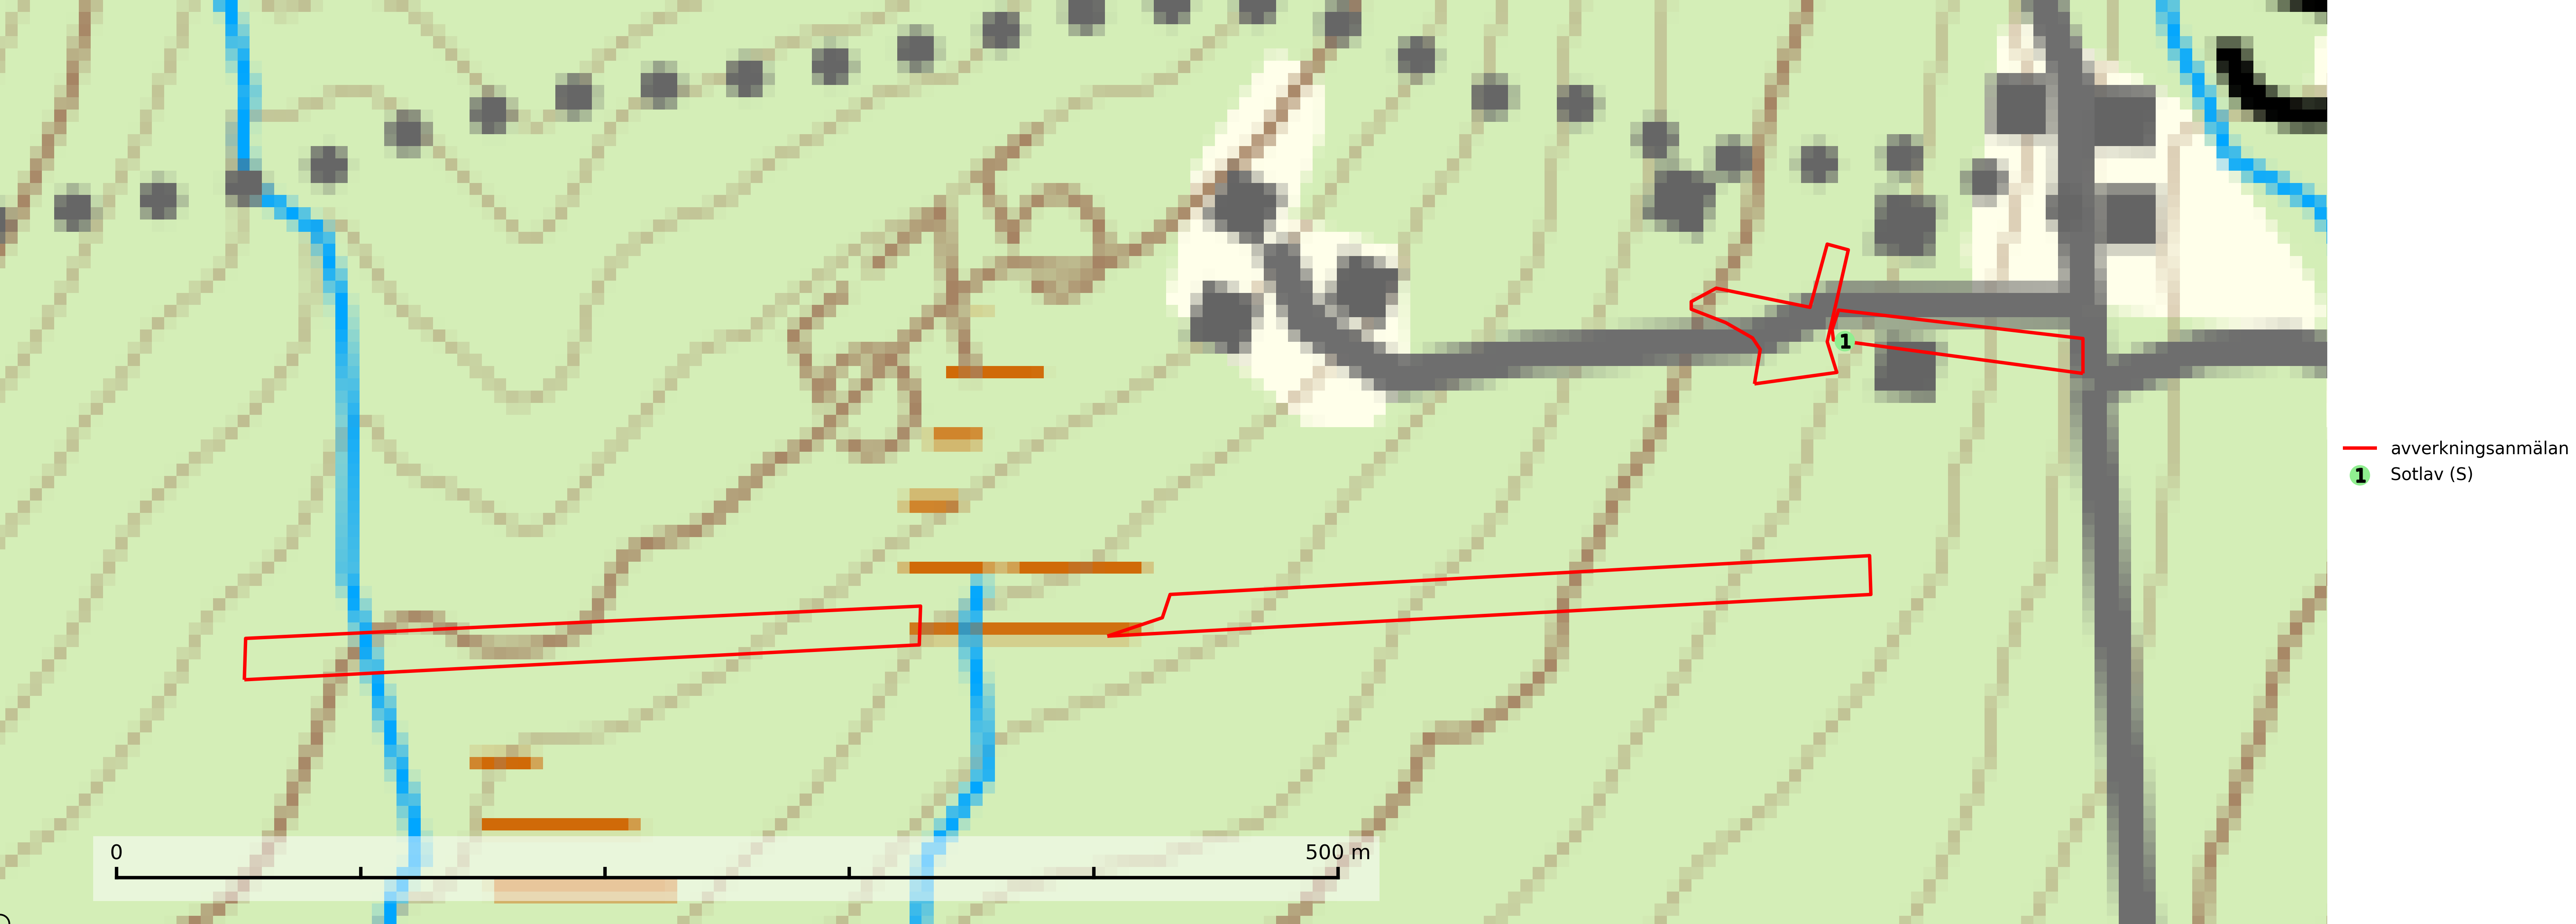 1
avverkningsanmälan
1 Sotlav (S)
0 500 m